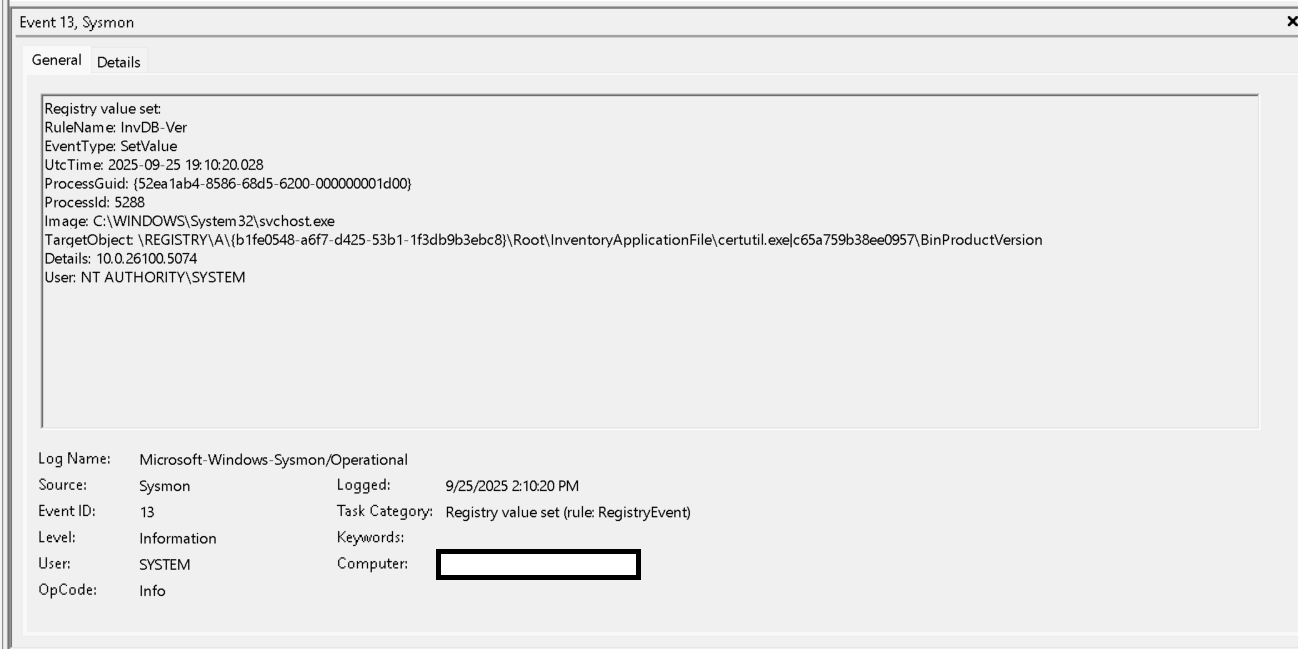 Event 13, Sysmon
General Details
Registry value set:
RuleName: InvDB-Ver
EventType: SetValue
UtcTime: 2025-09-25 19:10:20.028
ProcessGuid: {52ea1ab4-8586-68d5-6200-000000001d00}
ProcessId: 5288
Image: C:\WINDOWS\System32\svchost.exe
TargetObject: \REGISTRY\A\{b1fe0548-a6f7-d425-53b1-1f3db9b3ebc8}\Root\InventoryApplicationFile\certutil.exe|c65a759b38ee0957\BinProductVersion
Details: 10.0.26100.5074
User: NT AUTHORITY\SYSTEM
Log Name: Microsoft-Windows-Sysmon/Operational
Source: Sysmon Logged: 9/25/2025 2:10:20 PM
Event ID: 13 Task Category: Registry value set (rule: RegistryEvent)
Level: Information Keywords:
User: SYSTEM Computer:
OpCode: Info